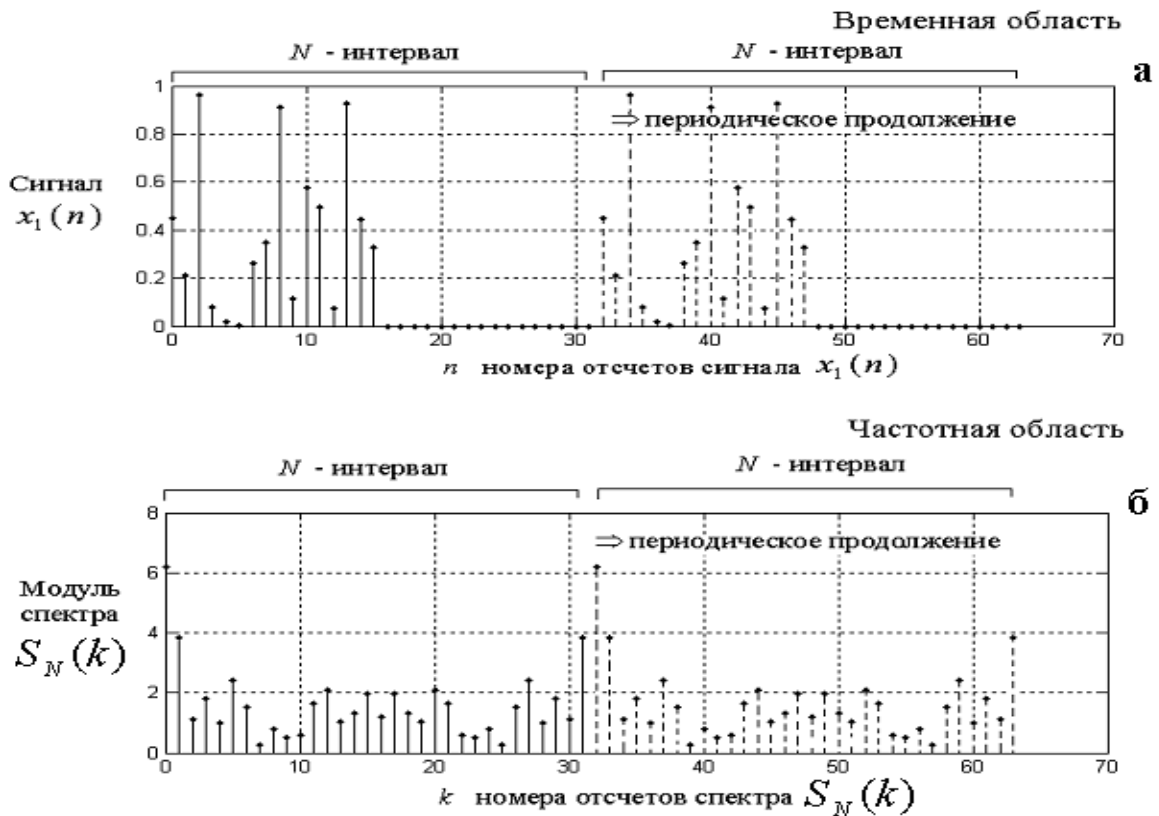 Временная область
N - интервал N - интервал
а
1
0.8
0.6
0.4
0.2
0
⇒ периодическое продолжение
Сигнал
x₁(n)
0 10 20 30 40 50 60 70
n номера отсчетов сигнала x₁(n)
Частотная область
N - интервал N - интервал
б
8
6
4
2
0
⇒ периодическое продолжение
Модуль
спектра
S_N(k)
0 10 20 30 40 50 60 70
k номера отсчетов спектра S_N(k)